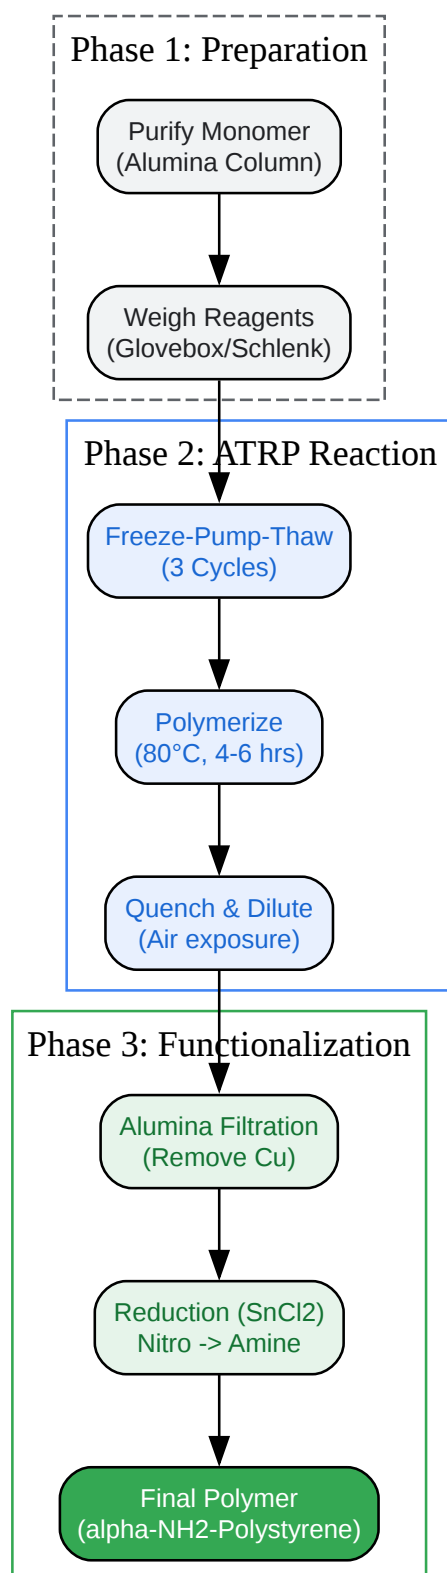 Phase 1: Preparation
Purify Monomer
(Alumina Column)
Weigh Reagents
(Glovebox/Schlenk)
Phase 2: ATRP Reaction
Freeze-Pump-Thaw
(3 Cycles)
Polymerize
(80°C, 4-6 hrs)
Quench & Dilute
(Air exposure)
Phase 3: Functionalization
Alumina Filtration
(Remove Cu)
Reduction (SnCl2)
Nitro -> Amine
Final Polymer
(alpha-NH2-Polystyrene)